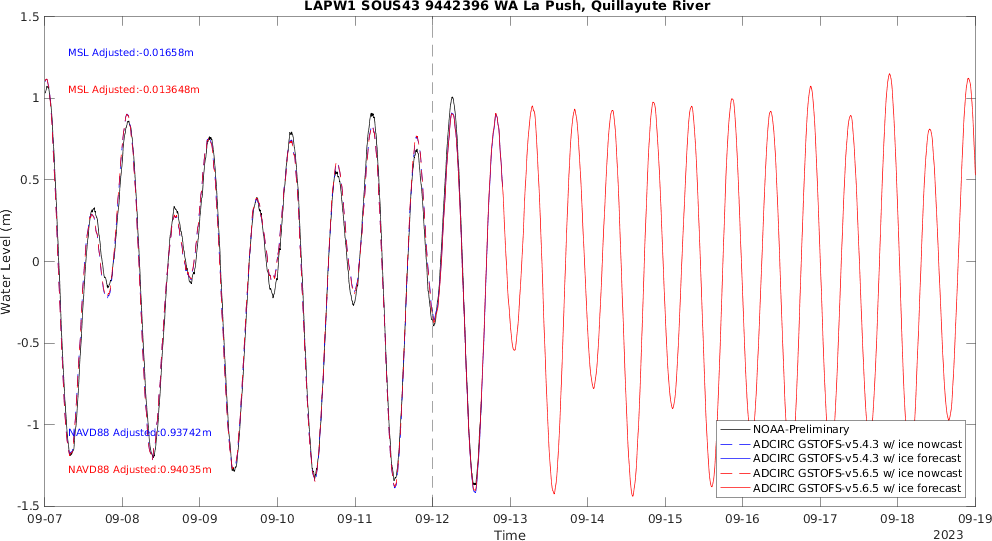 LAPW1 SOUS43 9442396 WA La Push, Quillayute River
1.5
1
0.5
0
-0.5
-1
-1.5
Water Level (m)
MSL Adjusted:-0.01658m
MSL Adjusted:-0.013648m
NAVD88 Adjusted:0.93742m
NAVD88 Adjusted:0.94035m
NOAA-Preliminary
ADCIRC GSTOFS-v5.4.3 w/ ice nowcast
ADCIRC GSTOFS-v5.4.3 w/ ice forecast
ADCIRC GSTOFS-v5.6.5 w/ ice nowcast
ADCIRC GSTOFS-v5.6.5 w/ ice forecast
09-07 09-08 09-09 09-10 09-11 09-12 09-13 09-14 09-15 09-16 09-17 09-18 09-19
Time
2023